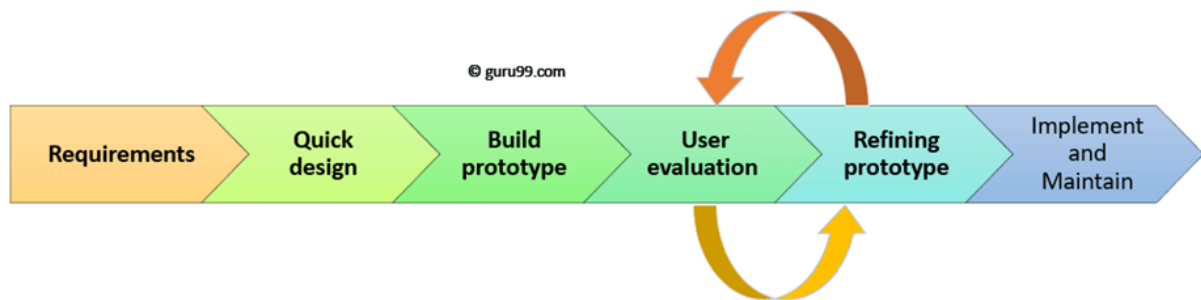 © guru99.com
Requirements
Quick
design
Build
prototype
User
evaluation
Refining
prototype
Implement
and
Maintain